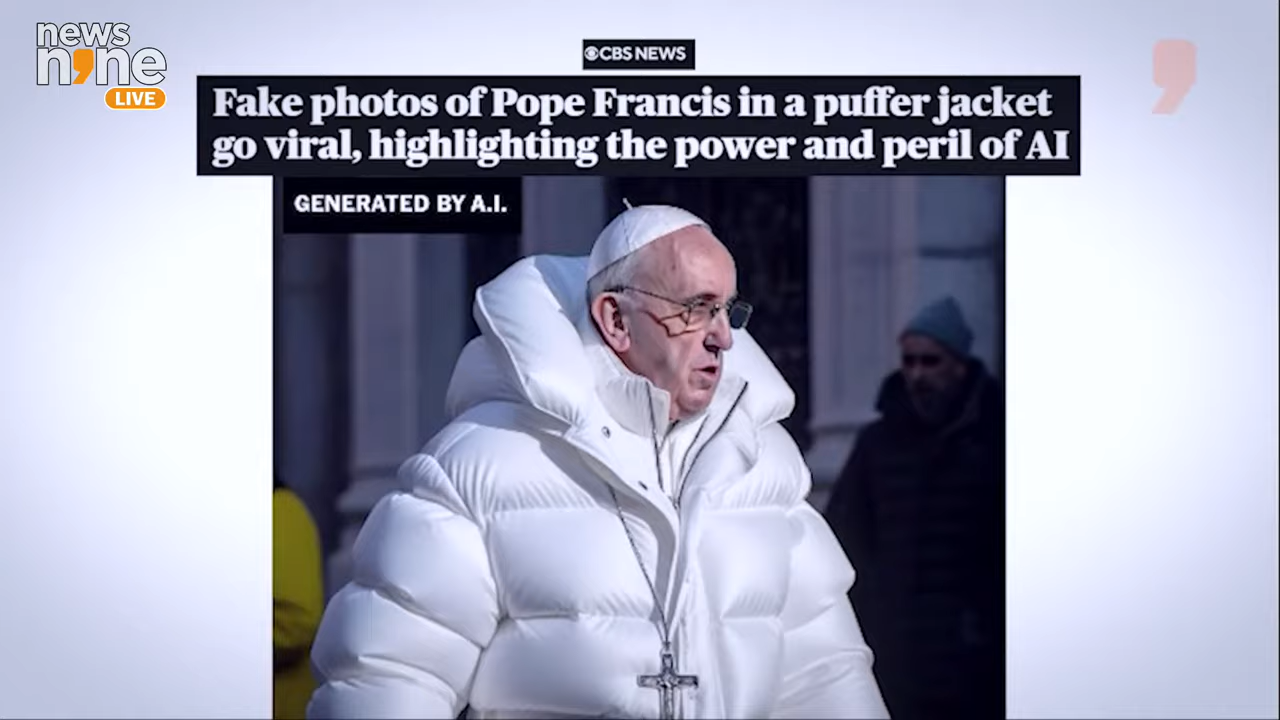 news
nine
LIVE
CBS NEWS
Fake photos of Pope Francis in a puffer jacket
go viral, highlighting the power and peril of AI
GENERATED BY A.I.